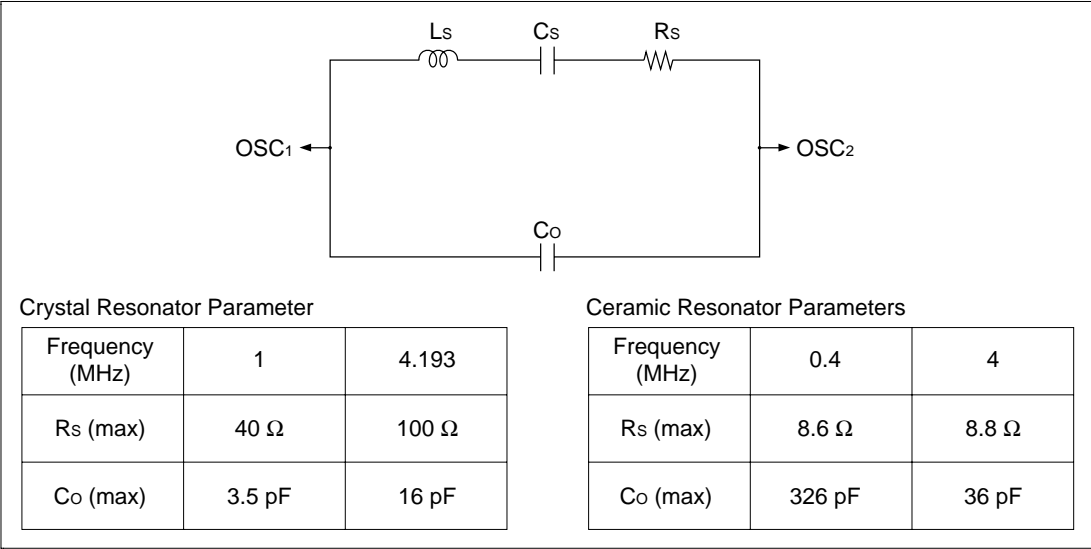 Ls Cs Rs
OSC1 OSC2
Co
Crystal Resonator Parameter
Frequency (MHz) 1 4.193
Rs (max) 40 Ω 100 Ω
Co (max) 3.5 pF 16 pF
Ceramic Resonator Parameters
Frequency (MHz) 0.4 4
Rs (max) 8.6 Ω 8.8 Ω
Co (max) 326 pF 36 pF